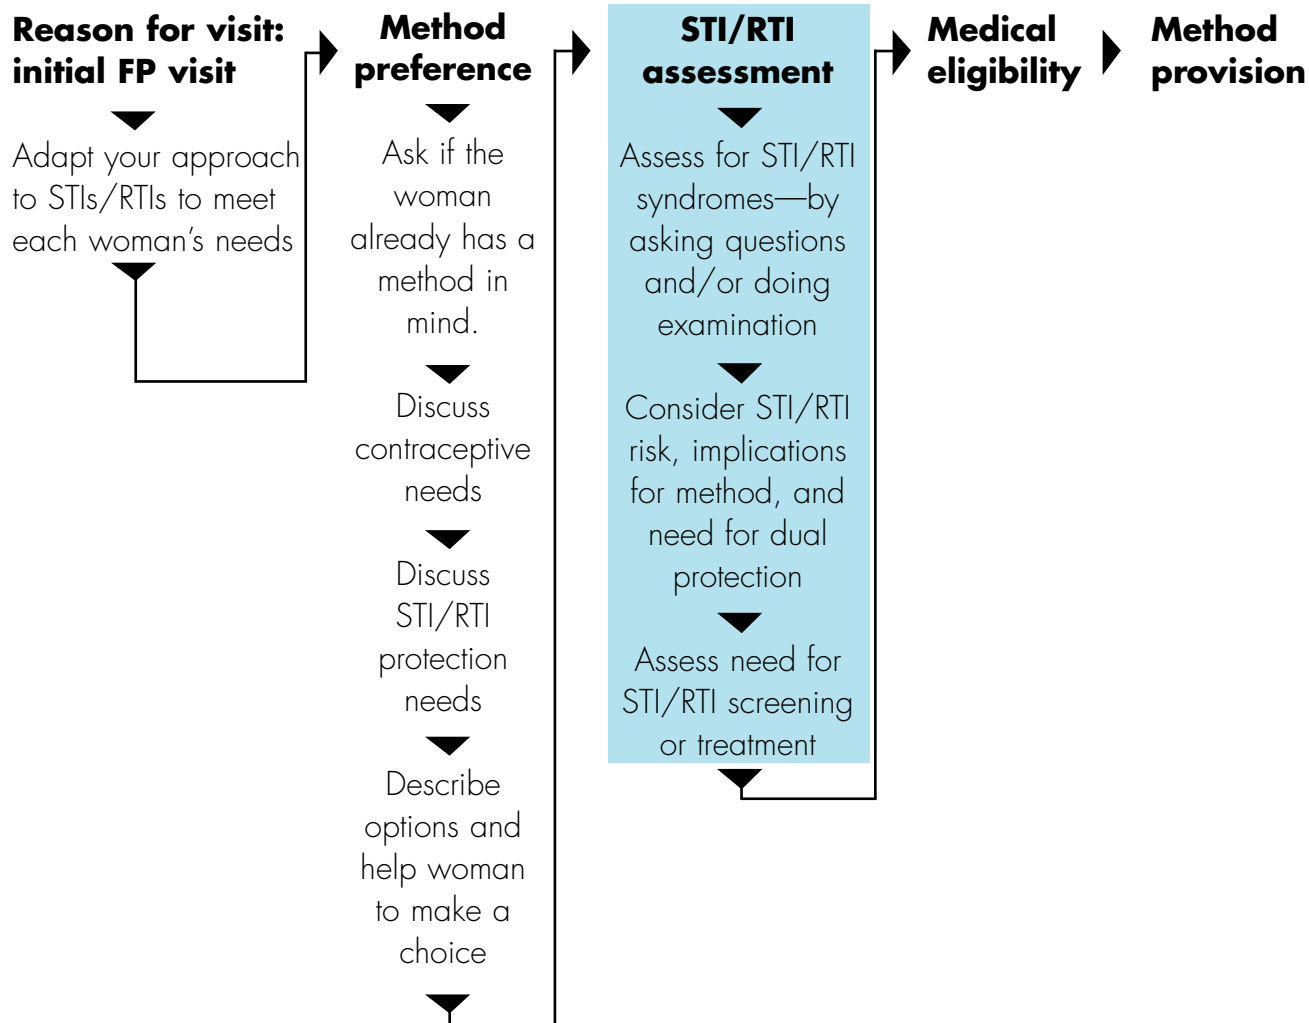 Reason for visit:
initial FP visit
Adapt your approach
to STIs/RTIs to meet
each woman's needs
Method
preference
Ask if the
woman
already has a
method in
mind.
Discuss
contraceptive
needs
Discuss
STI/RTI
protection
needs
Describe
options and
help woman
to make a
choice
STI/RTI
assessment
Assess for STI/RTI
syndromes—by
asking questions
and/or doing
examination
Consider STI/RTI
risk, implications
for method, and
need for dual
protection
Assess need for
STI/RTI screening
or treatment
Medical
eligibility
Method
provision